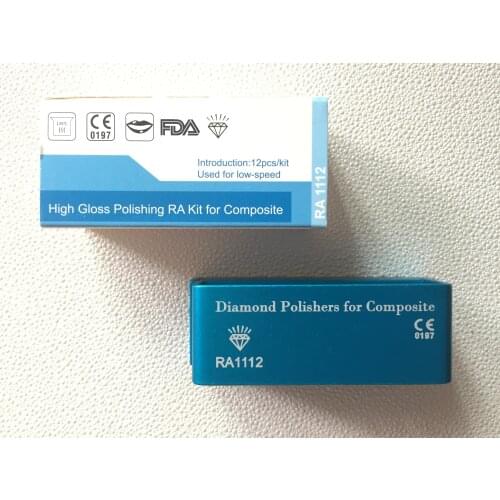 CE
0197
FDA
Introduction:12pcs/kit
Used for low-speed
High Gloss Polishing RA Kit for Composite
RA 1112
Diamond Polishers for Composite
CE
0197
RA1112